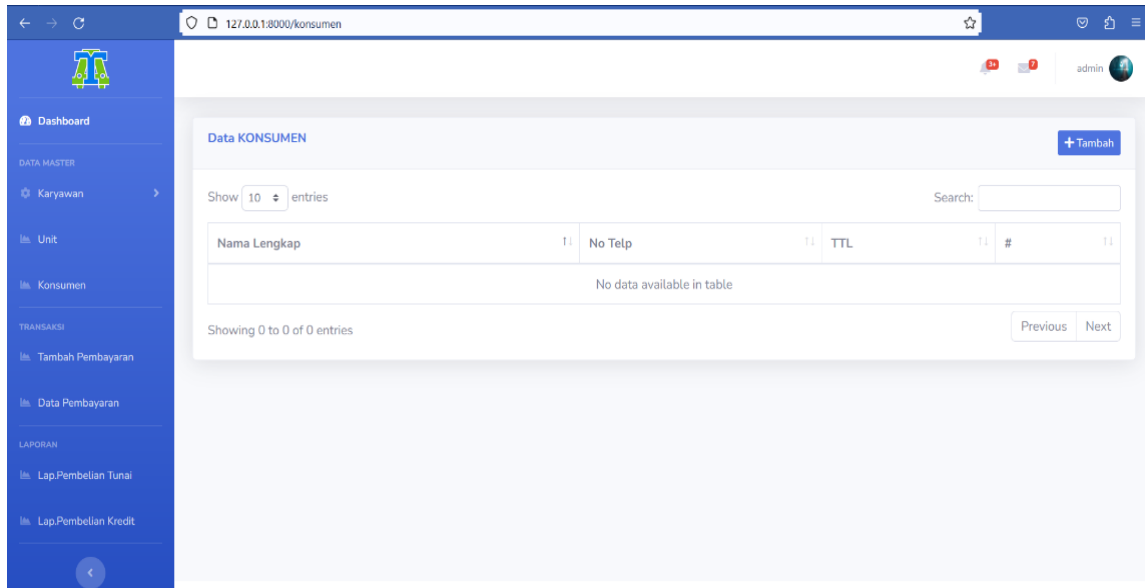 127.0.0.1:8000/konsumen
3+
7
admin
Dashboard
DATA MASTER
Karyawan
Unit
Konsumen
TRANSAKSI
Tambah Pembayaran
Data Pembayaran
LAPORAN
Lap.Pembelian Tunai
Lap.Pembelian Kredit
Data KONSUMEN
Tambah
Show 10 entries
Search:
Nama Lengkap No Telp TTL #
No data available in table
Showing 0 to 0 of 0 entries
Previous Next